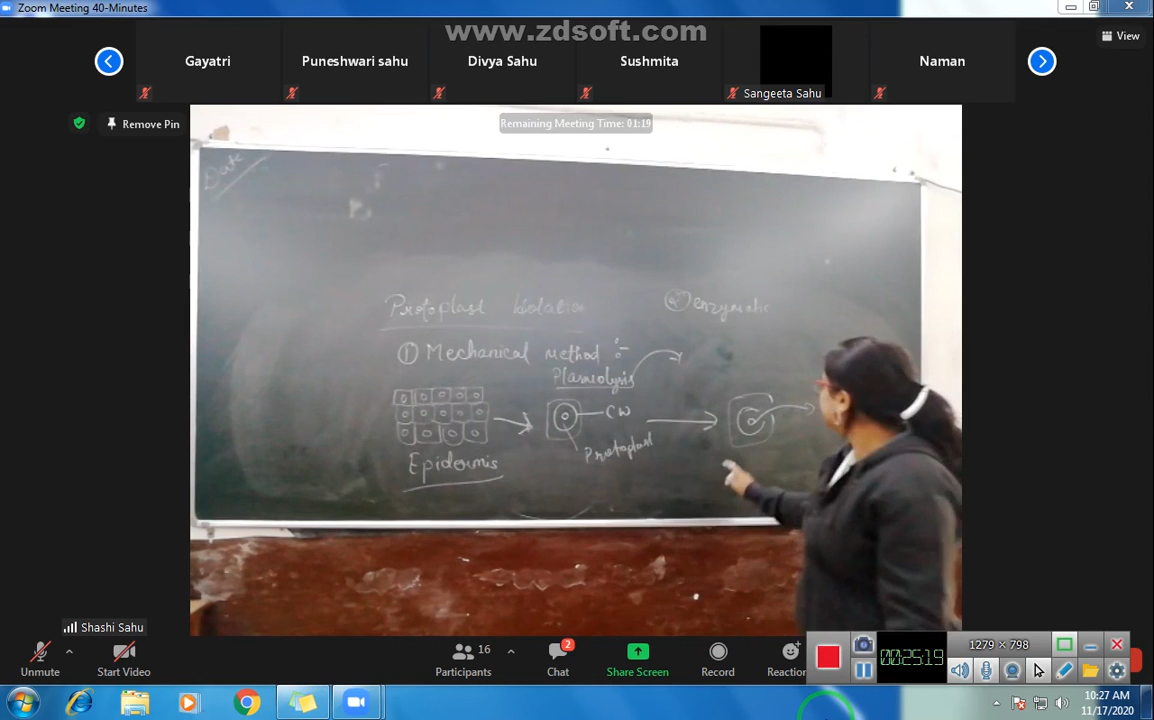 Zoom Meeting 40-Minutes
www.zdsoft.com
View
Gayatri
Puneshwari sahu
Divya Sahu
Sushmita
Sangeeta Sahu
Naman
Remove Pin
Remaining Meeting Time: 01:19
Date
Protoplast Isolation
② enzymatic
① Mechanical method :-
Plasmolysis
CW
Protoplast
Epidermis
Shashi Sahu
16
2
Unmute
Start Video
Participants
Chat
Share Screen
Record
Reaction
1279 × 798
00:25:19
10:27 AM
11/17/2020